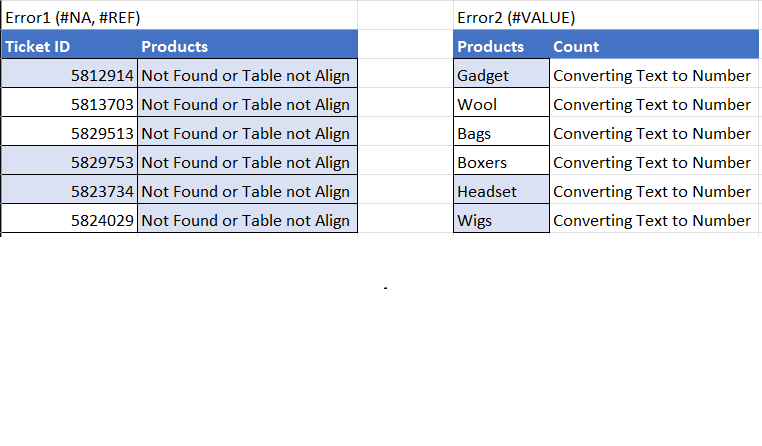 Error1 (#NA, #REF) Error2 (#VALUE)
Ticket ID Products Products Count
5812914 Not Found or Table not Align Gadget Converting Text to Number
5813703 Not Found or Table not Align Wool Converting Text to Number
5829513 Not Found or Table not Align Bags Converting Text to Number
5829753 Not Found or Table not Align Boxers Converting Text to Number
5823734 Not Found or Table not Align Headset Converting Text to Number
5824029 Not Found or Table not Align Wigs Converting Text to Number